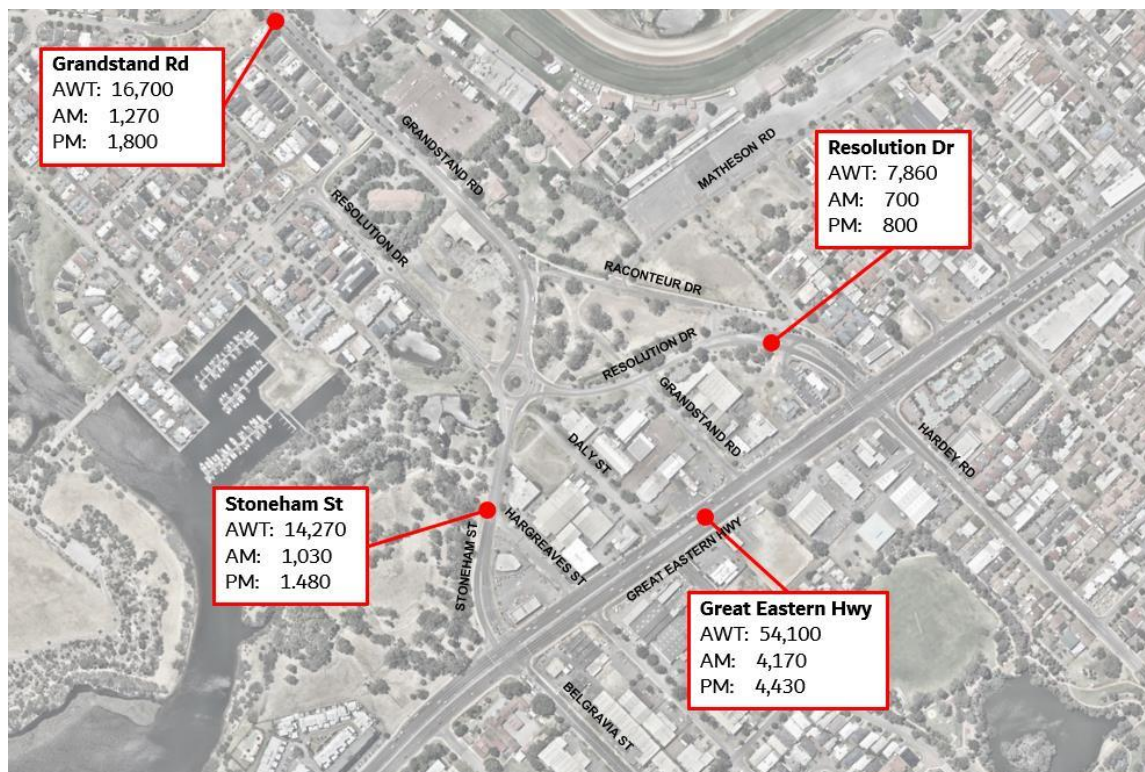 Grandstand Rd
AWT: 16,700
AM: 1,270
PM: 1,800
GRANDSTAND RD
MATHESON RD
Resolution Dr
AWT: 7,860
AM: 700
PM: 800
RESOLUTION DR
RACONTEUR DR
RESOLUTION DR
GRANDSTAND RD
DALY ST
HARDEY RD
Stoneham St
AWT: 14,270
AM: 1,030
PM: 1.480
HARGREAVES ST
STONEHAM ST
GREAT EASTERN HWY
Great Eastern Hwy
AWT: 54,100
AM: 4,170
PM: 4,430
BELGRAVIA ST